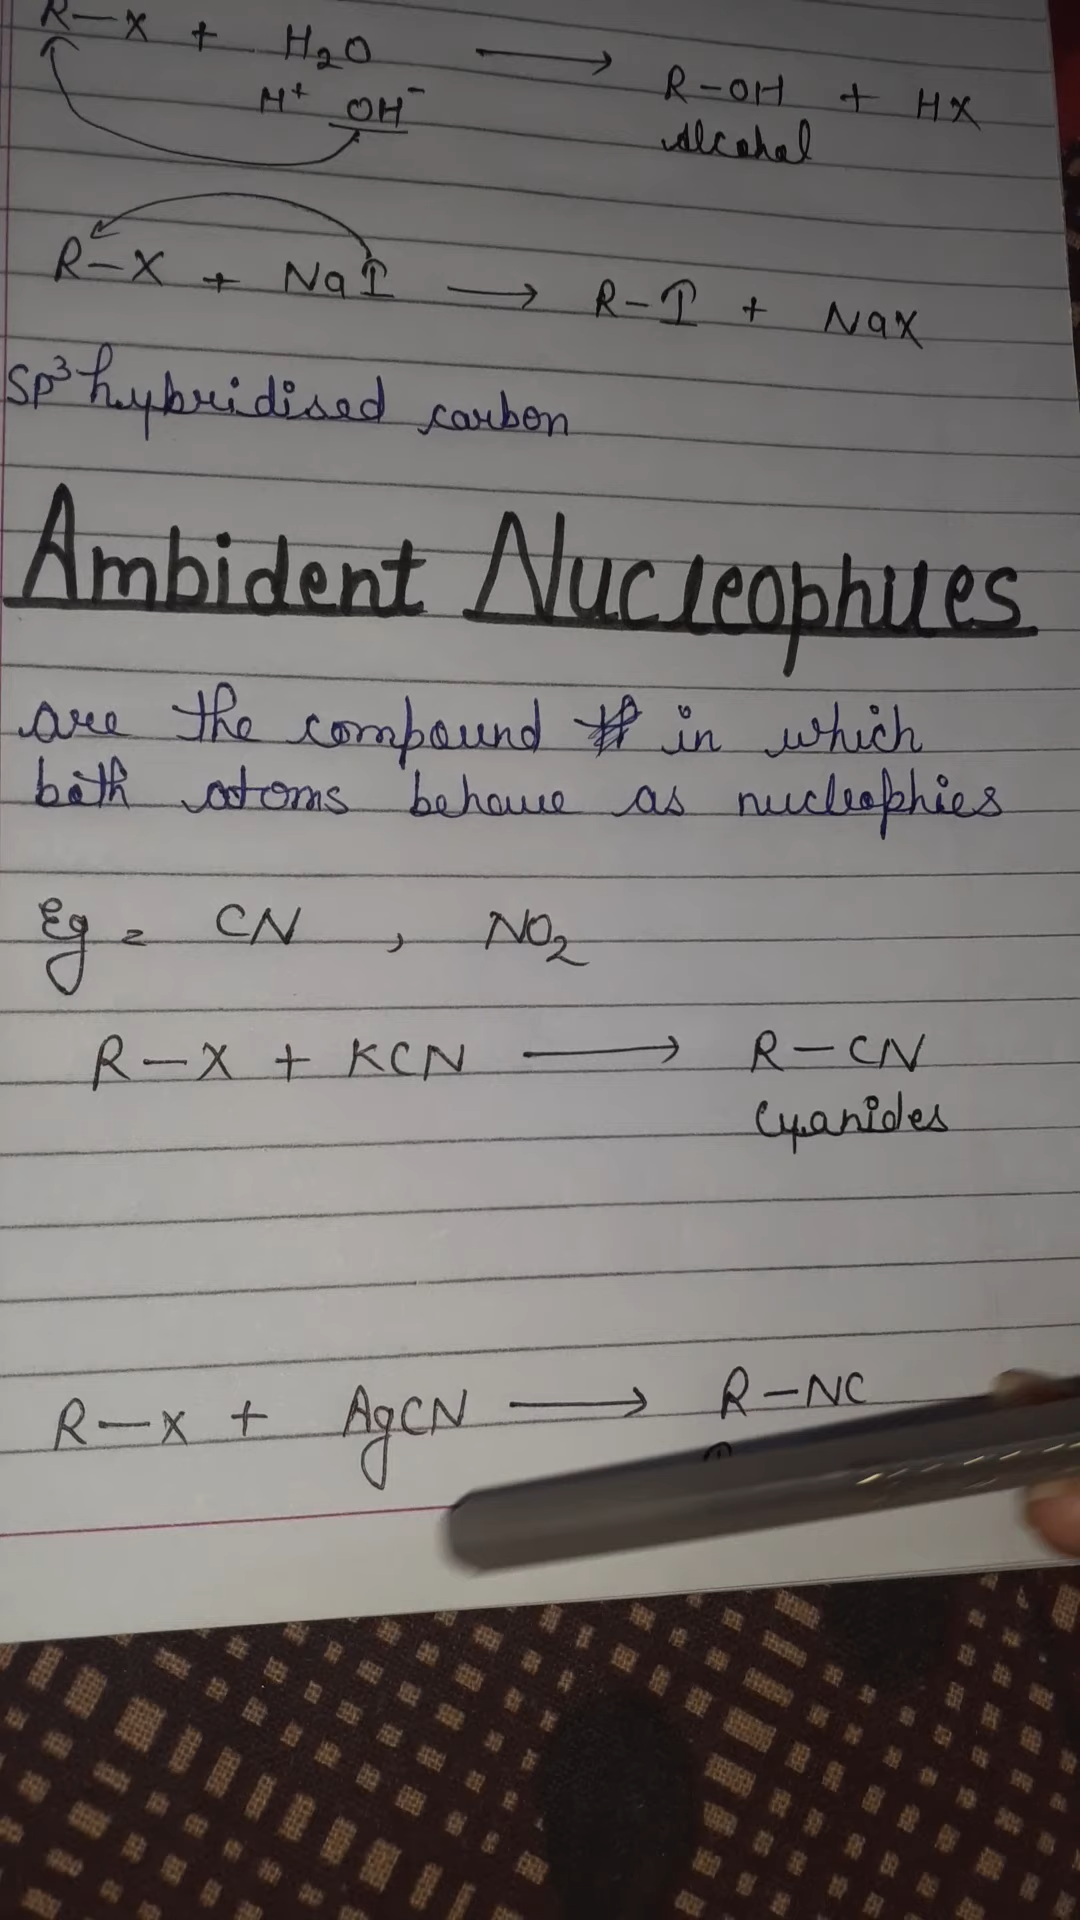 R—X + H₂O ⟶ R-OH + HX
H⁺ OH⁻ Alcohal
R—X + NaI ⟶ R-I + NaX
SP³ hybridised carbon
Ambident Nucleophiles
are the compound in which
both atoms behave as nucleophies
Eg = CN , NO₂
R—X + KCN ⟶ R—CN
Cyanides
R—X + AgCN ⟶ R—NC